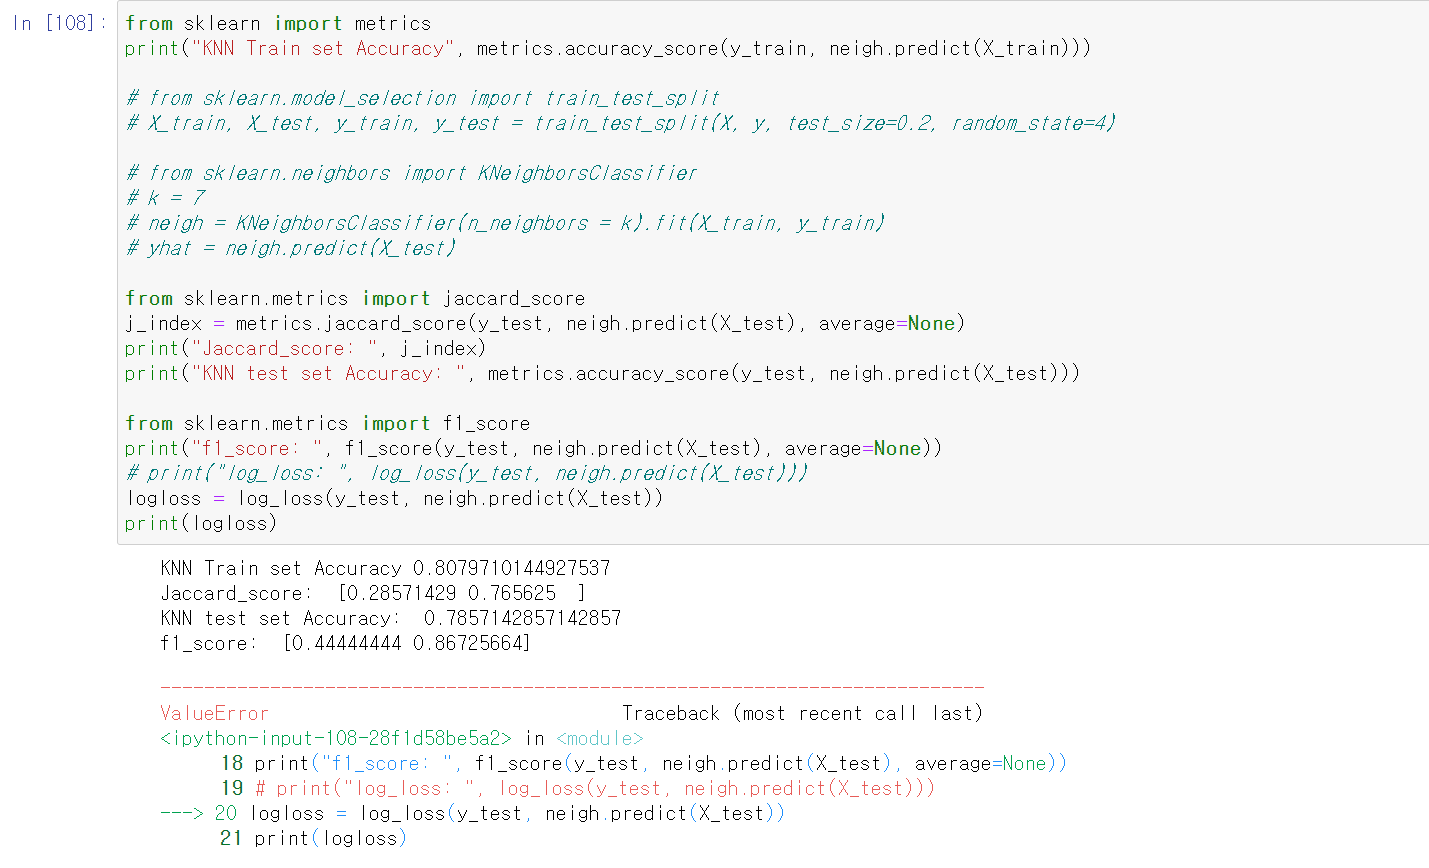 In [108]:
from sklearn import metrics
print("KNN Train set Accuracy", metrics.accuracy_score(y_train, neigh.predict(X_train)))
# from sklearn.model_selection import train_test_split
# X_train, X_test, y_train, y_test = train_test_split(X, y, test_size=0.2, random_state=4)
# from sklearn.neighbors import KNeighborsClassifier
# k = 7
# neigh = KNeighborsClassifier(n_neighbors = k).fit(X_train, y_train)
# yhat = neigh.predict(X_test)
from sklearn.metrics import jaccard_score
j_index = metrics.jaccard_score(y_test, neigh.predict(X_test), average=None)
print("Jaccard_score: ", j_index)
print("KNN test set Accuracy: ", metrics.accuracy_score(y_test, neigh.predict(X_test)))
from sklearn.metrics import f1_score
print("f1_score: ", f1_score(y_test, neigh.predict(X_test), average=None))
# print("log_loss: ", log_loss(y_test, neigh.predict(X_test)))
logloss = log_loss(y_test, neigh.predict(X_test))
print(logloss)
KNN Train set Accuracy 0.8079710144927537
Jaccard_score:  [0.28571429 0.765625  ]
KNN test set Accuracy:  0.7857142857142857
f1_score:  [0.44444444 0.86725664]
---------------------------------------------------------------------------
ValueError                                Traceback (most recent call last)
<ipython-input-108-28f1d58be5a2> in <module>
18 print("f1_score: ", f1_score(y_test, neigh.predict(X_test), average=None))
19 # print("log_loss: ", log_loss(y_test, neigh.predict(X_test)))
---> 20 logloss = log_loss(y_test, neigh.predict(X_test))
21 print(logloss)